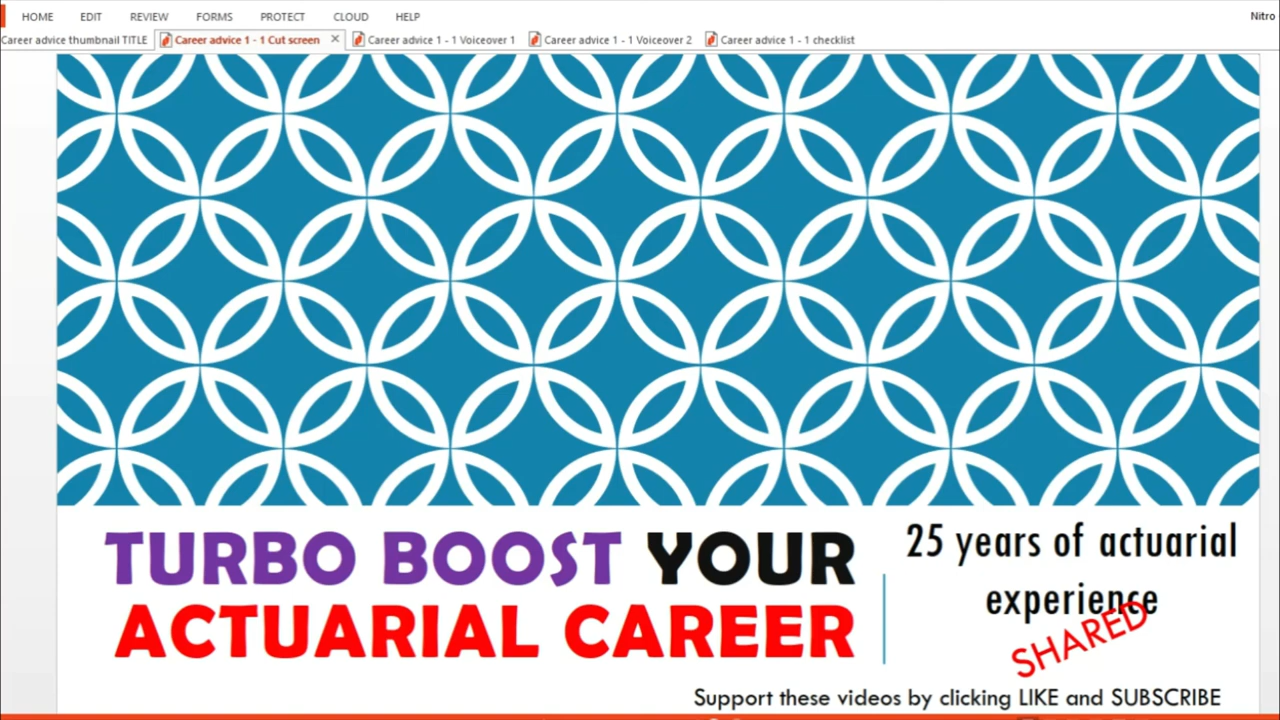 HOME EDIT REVIEW FORMS PROTECT CLOUD HELP Nitro
Career advice thumbnail TITLE Career advice 1 - 1 Cut screen × Career advice 1 - 1 Voiceover 1 Career advice 1 - 1 Voiceover 2 Career advice 1 - 1 checklist
TURBO BOOST YOUR
ACTUARIAL CAREER
25 years of actuarial
experience
SHARED
Support these videos by clicking LIKE and SUBSCRIBE